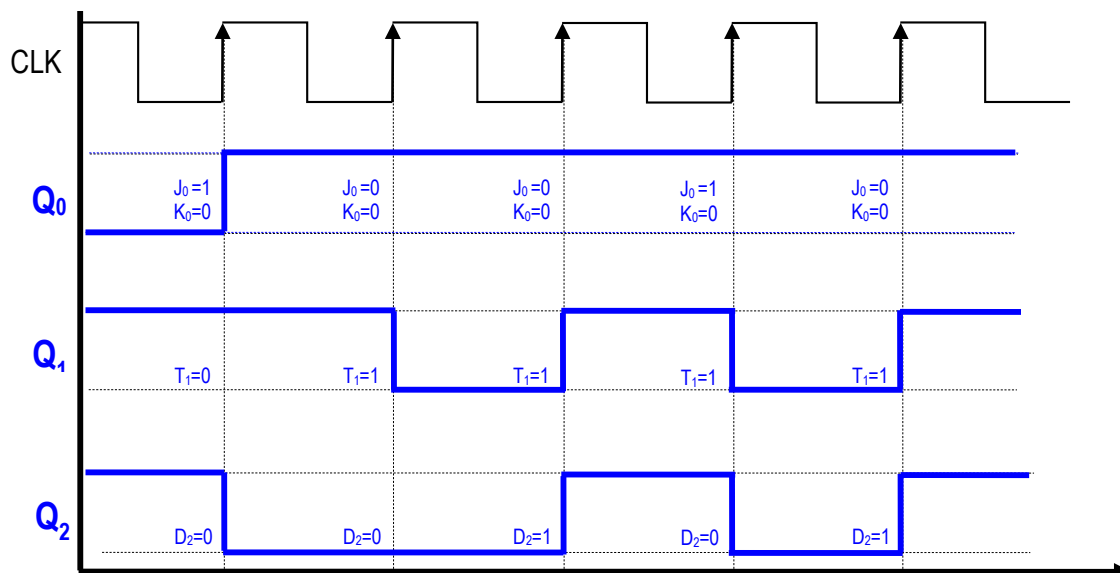 CLK
Q₀
J₀=1 J₀=0 J₀=0 J₀=1 J₀=0
K₀=0 K₀=0 K₀=0 K₀=0 K₀=0
Q₁
T₁=0 T₁=1 T₁=1 T₁=1 T₁=1
Q₂
D₂=0 D₂=0 D₂=1 D₂=0 D₂=1